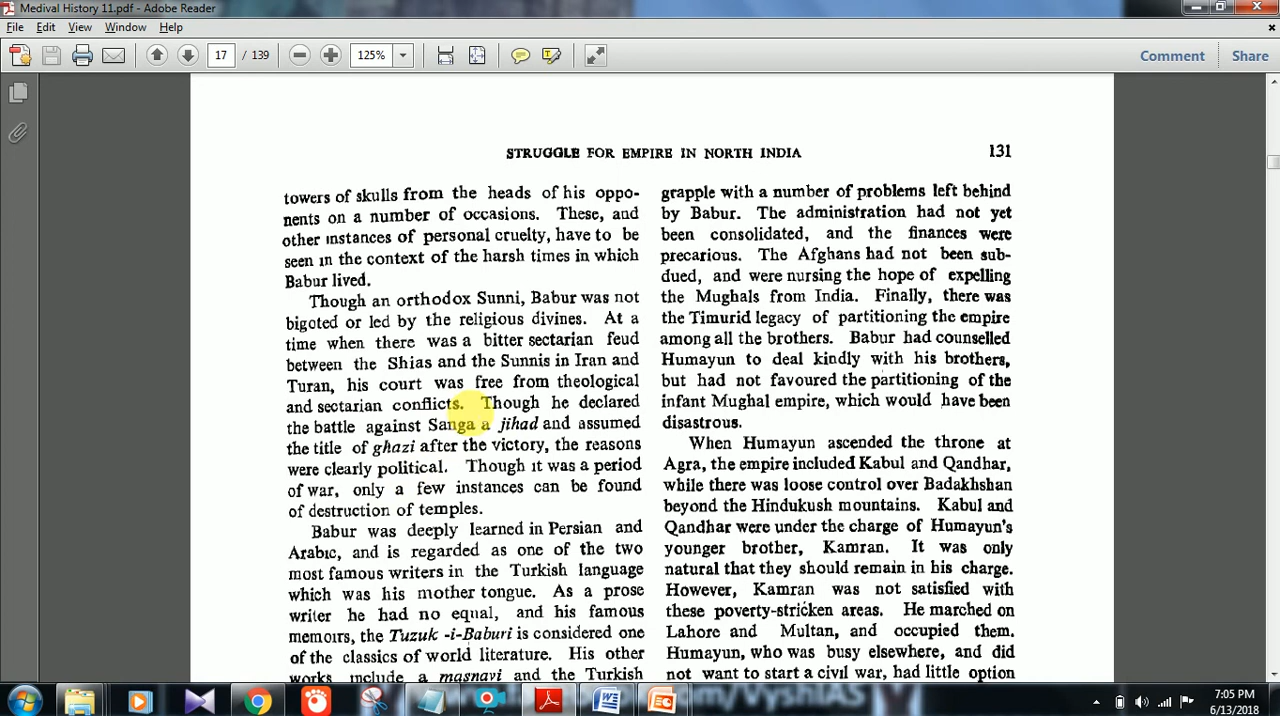 Medival History 11.pdf - Adobe Reader
File Edit View Window Help
17 / 139 125% Comment Share
STRUGGLE FOR EMPIRE IN NORTH INDIA 131
towers of skulls from the heads of his oppo-
nents on a number of occasions. These, and
other instances of personal cruelty, have to be
seen in the context of the harsh times in which
Babur lived.
Though an orthodox Sunni, Babur was not
bigoted or led by the religious divines. At a
time when there was a bitter sectarian feud
between the Shias and the Sunnis in Iran and
Turan, his court was free from theological
and sectarian conflicts. Though he declared
the battle against Sanga a jihad and assumed
the title of ghazi after the victory, the reasons
were clearly political. Though it was a period
of war, only a few instances can be found
of destruction of temples.
Babur was deeply learned in Persian and
Arabic, and is regarded as one of the two
most famous writers in the Turkish language
which was his mother tongue. As a prose
writer he had no equal, and his famous
memoirs, the Tuzuk -i-Baburi is considered one
of the classics of world literature. His other
works include a masnavi and the Turkish
grapple with a number of problems left behind
by Babur. The administration had not yet
been consolidated, and the finances were
precarious. The Afghans had not been sub-
dued, and were nursing the hope of expelling
the Mughals from India. Finally, there was
the Timurid legacy of partitioning the empire
among all the brothers. Babur had counselled
Humayun to deal kindly with his brothers,
but had not favoured the partitioning of the
infant Mughal empire, which would have been
disastrous.
When Humayun ascended the throne at
Agra, the empire included Kabul and Qandhar,
while there was loose control over Badakhshan
beyond the Hindukush mountains. Kabul and
Qandhar were under the charge of Humayun's
younger brother, Kamran. It was only
natural that they should remain in his charge.
However, Kamran was not satisfied with
these poverty-stricken areas. He marched on
Lahore and Multan, and occupied them.
Humayun, who was busy elsewhere, and did
not want to start a civil war, had little option
7:05 PM
6/13/2018